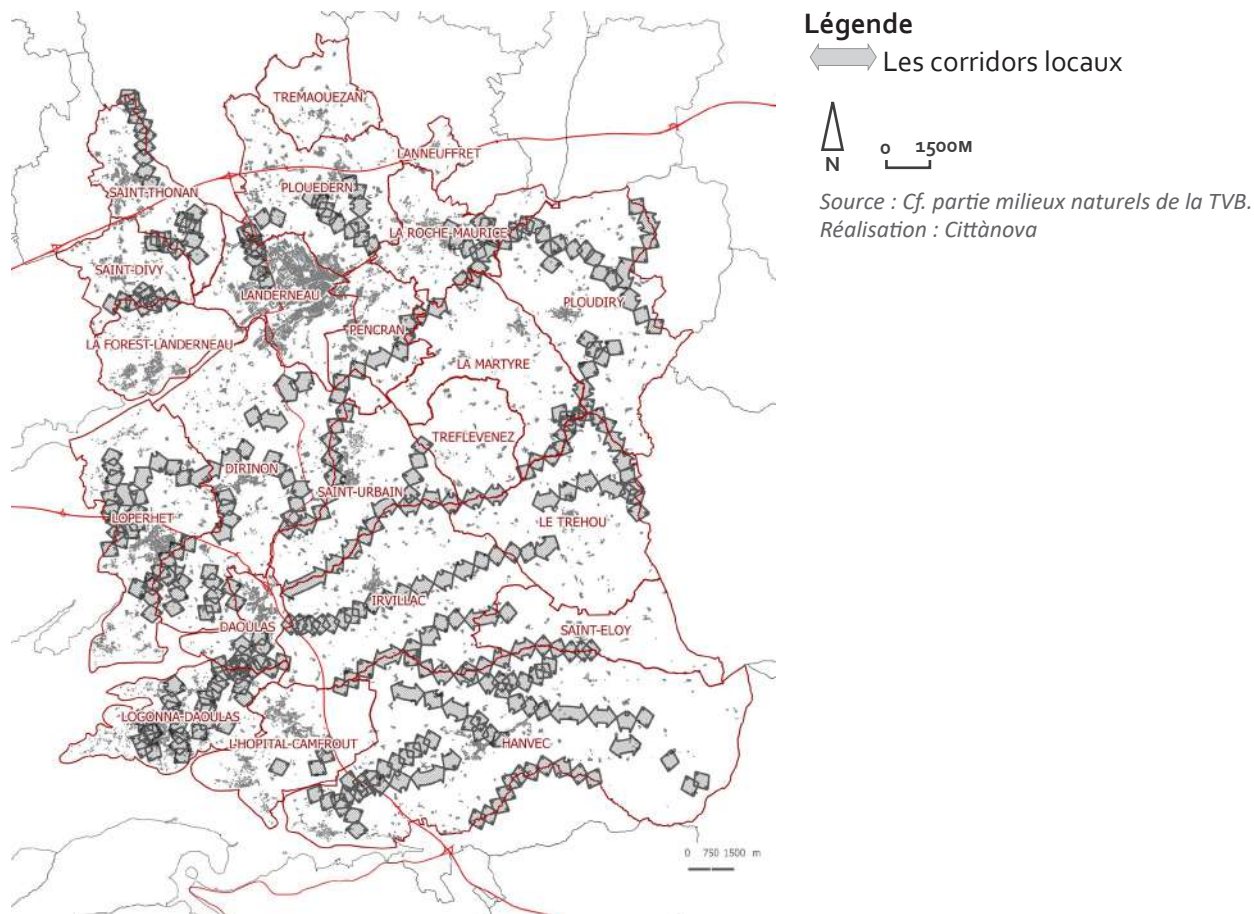 Légende
Les corridors locaux
N
0 1500M
Source : Cf. partie milieux naturels de la TVB.
Réalisation : Cittànova
TREMAOUEZAN
LANNEUFFRET
SAINT-THONAN
PLOUEDERN
LA ROCHE-MAURICE
SAINT-DIVY
LANDERNEAU
PLOUDIRY
PENCRAN
LA FOREST-LANDERNEAU
LA MARTYRE
TREFLEVENEZ
DIRINON
SAINT-URBAIN
LOPERHET
LE TREHOU
IRVILLAC
DAOULAS
SAINT-ELOY
LOGONNA-DAOULAS
L'HOPITAL-CAMFROUT
HANVEC
0 750 1500 m